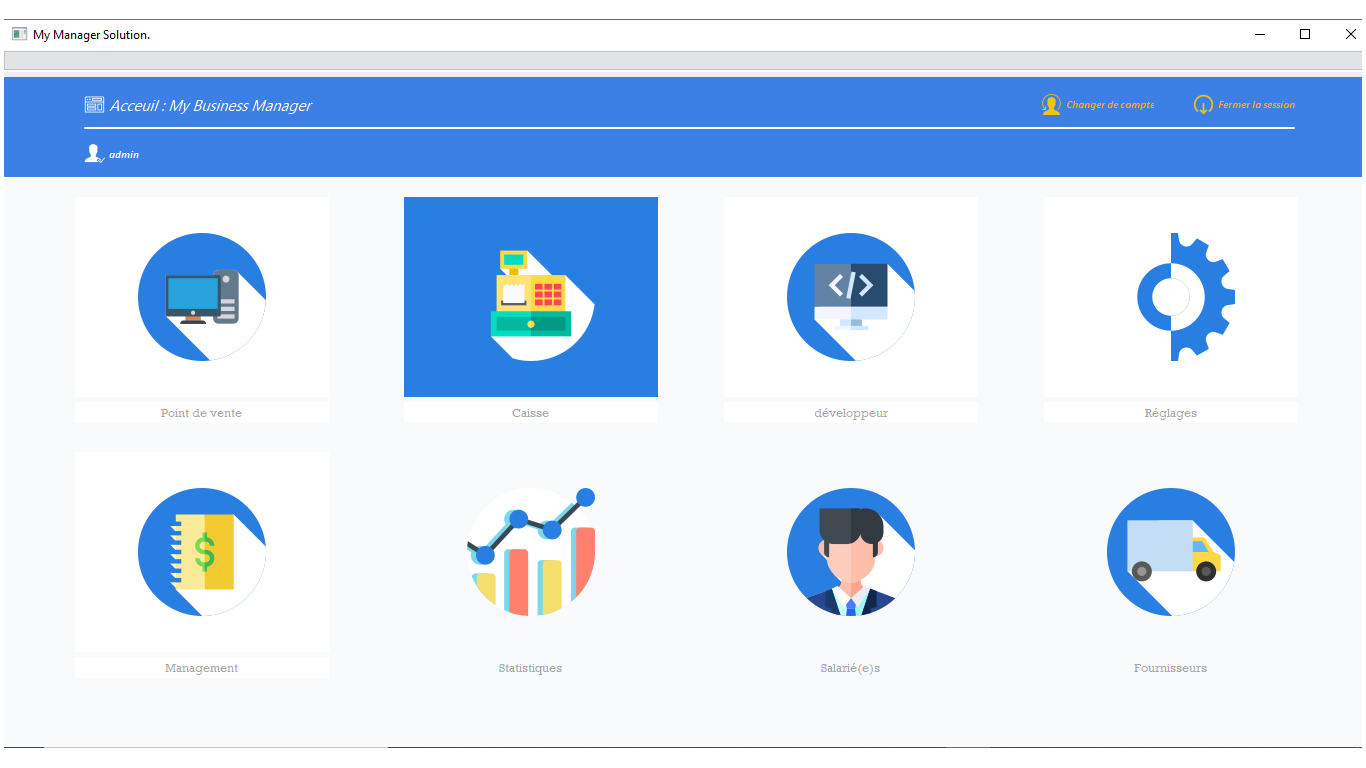 My Manager Solution.
Acceuil : My Business Manager
Changer de compte
Fermer la session
admin
</>
Point de vente
Caisse
développeur
Réglages
$
Management
Statistiques
Salarié(e)s
Fournisseurs